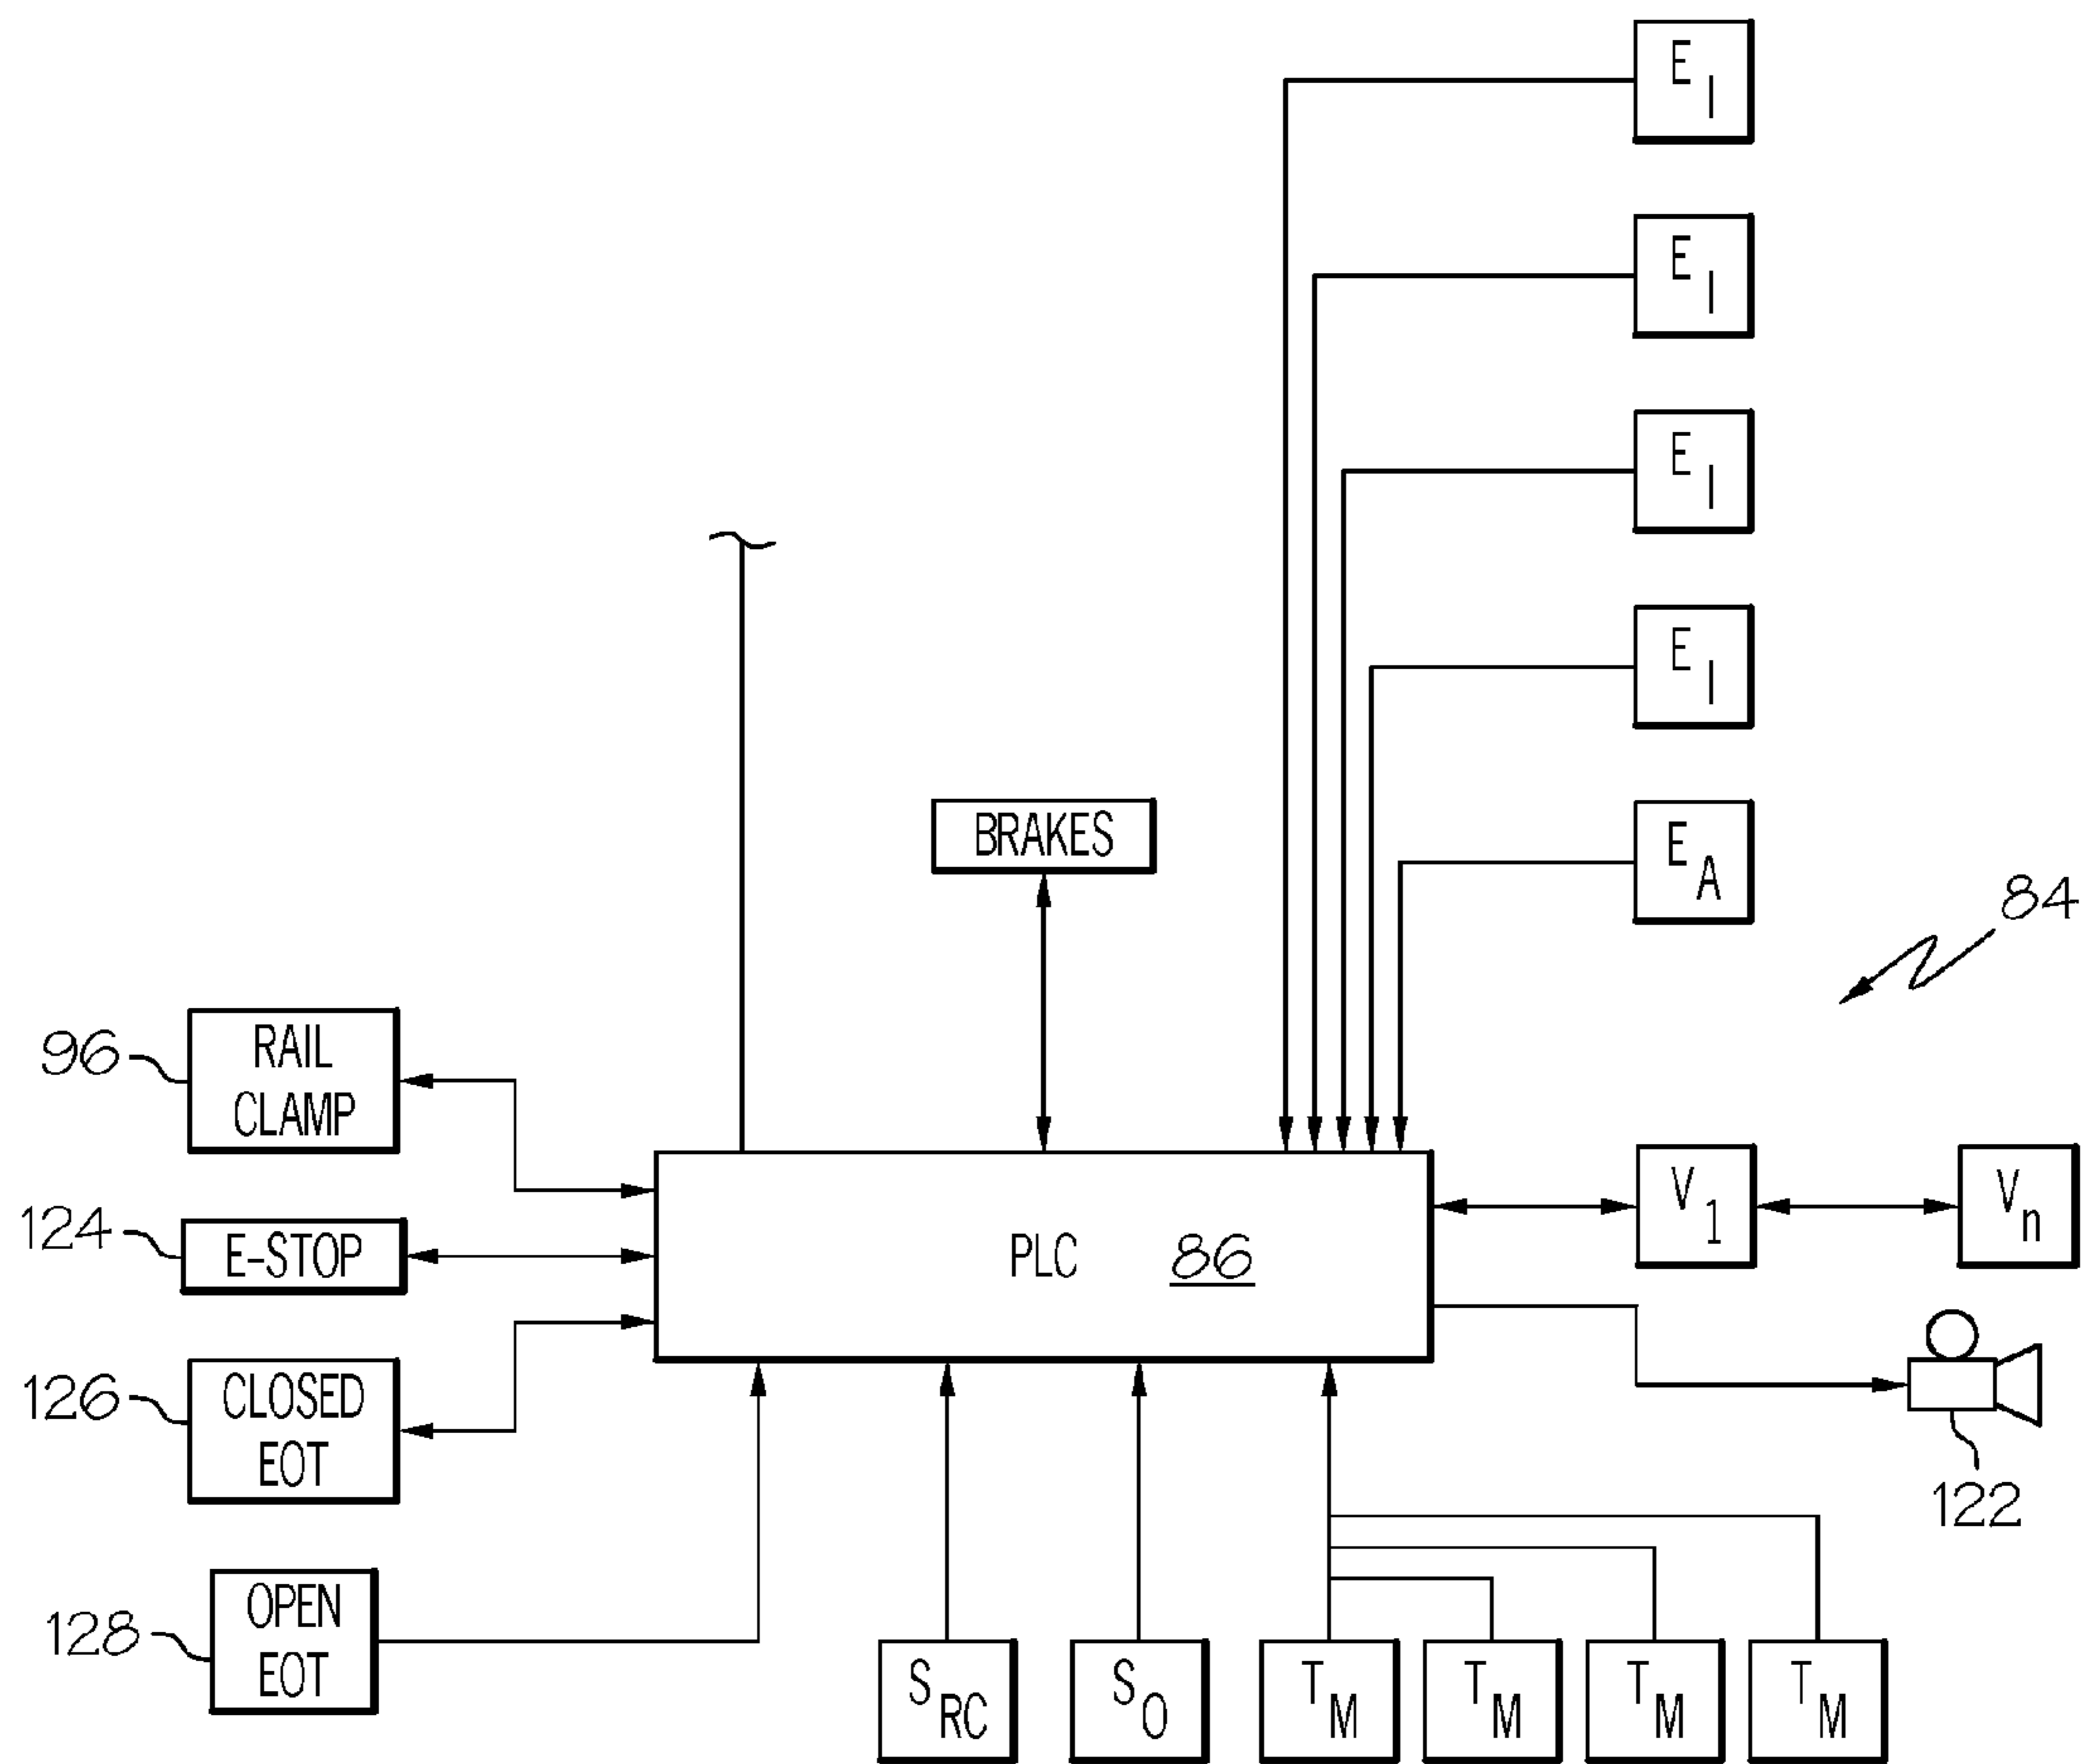 E I
E I
E I
E I
BRAKES
E A
84
96
RAIL
CLAMP
124
E-STOP
PLC 86
V 1
V n
126
CLOSED
EOT
122
128
OPEN
EOT
S RC
S O
T M
T M
T M
T M